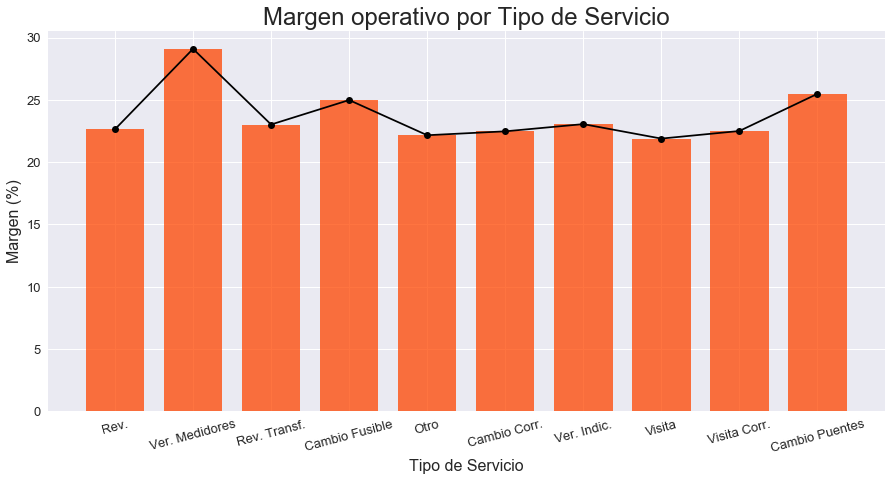 Margen operativo por Tipo de Servicio
Margen (%)
30
25
20
15
10
5
0
Rev.
Ver. Medidores
Rev. Transf.
Cambio Fusible
Otro
Cambio Corr.
Ver. Indic.
Visita
Visita Corr.
Cambio Puentes
Tipo de Servicio